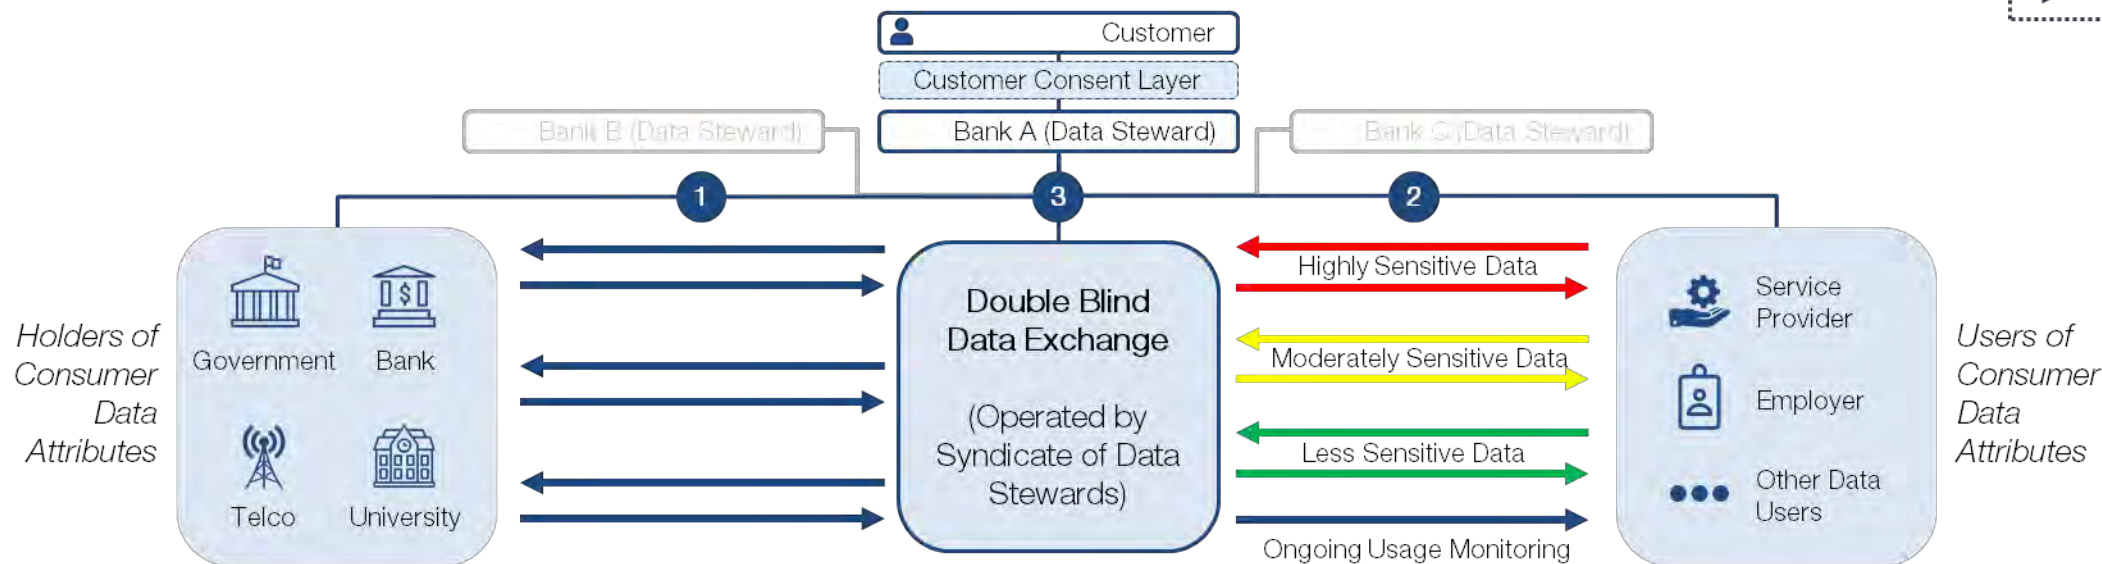 Customer
Customer Consent Layer
Bank B (Data Steward)
Bank A (Data Steward)
Bank C (Data Steward)
1
3
2
Holders of
Consumer
Data
Attributes
Government
Bank
Telco
University
Double Blind
Data Exchange
(Operated by
Syndicate of Data
Stewards)
Highly Sensitive Data
Moderately Sensitive Data
Less Sensitive Data
Ongoing Usage Monitoring
Service
Provider
Employer
Other Data
Users
Users of
Consumer
Data
Attributes